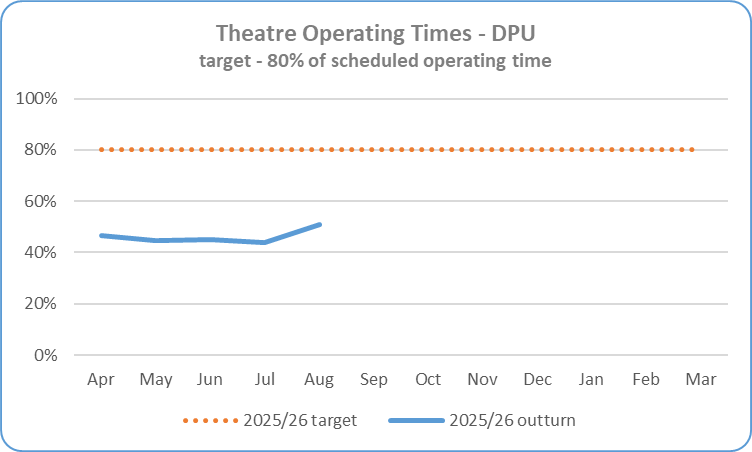 Theatre Operating Times - DPU
target - 80% of scheduled operating time
100%
80%
60%
40%
20%
0%
Apr May Jun Jul Aug Sep Oct Nov Dec Jan Feb Mar
2025/26 target 2025/26 outturn